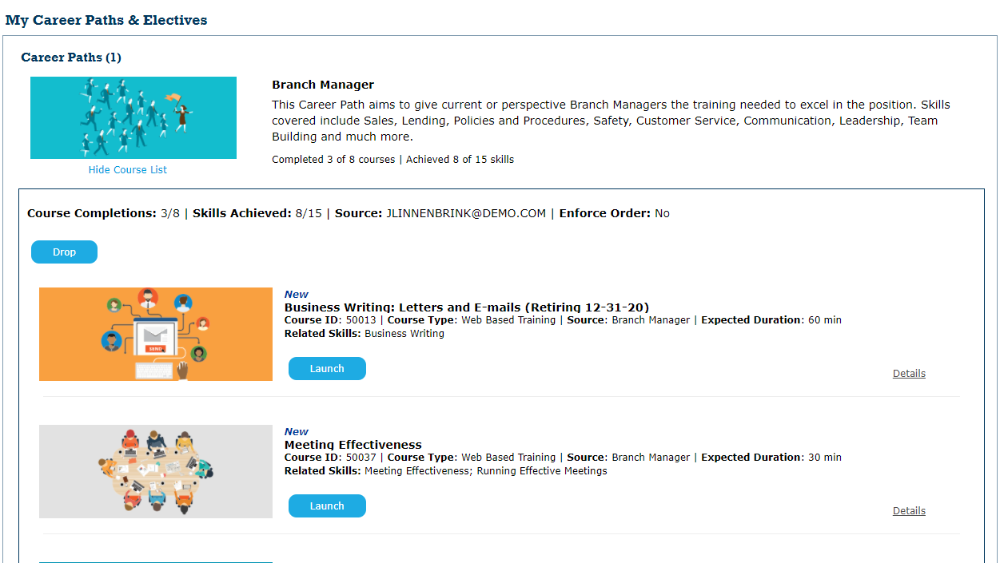 My Career Paths & Electives
Career Paths (1)
Branch Manager
This Career Path aims to give current or perspective Branch Managers the training needed to excel in the position. Skills
covered include Sales, Lending, Policies and Procedures, Safety, Customer Service, Communication, Leadership, Team
Building and much more.
Completed 3 of 8 courses | Achieved 8 of 15 skills
Hide Course List
Course Completions: 3/8 | Skills Achieved: 8/15 | Source: JLINNENBRINK@DEMO.COM | Enforce Order: No
Drop
SEND
New
Business Writing: Letters and E-mails (Retiring 12-31-20)
Course ID: 50013 | Course Type: Web Based Training | Source: Branch Manager | Expected Duration: 60 min
Related Skills: Business Writing
Launch
Details
New
Meeting Effectiveness
Course ID: 50037 | Course Type: Web Based Training | Source: Branch Manager | Expected Duration: 30 min
Related Skills: Meeting Effectiveness; Running Effective Meetings
Launch
Details